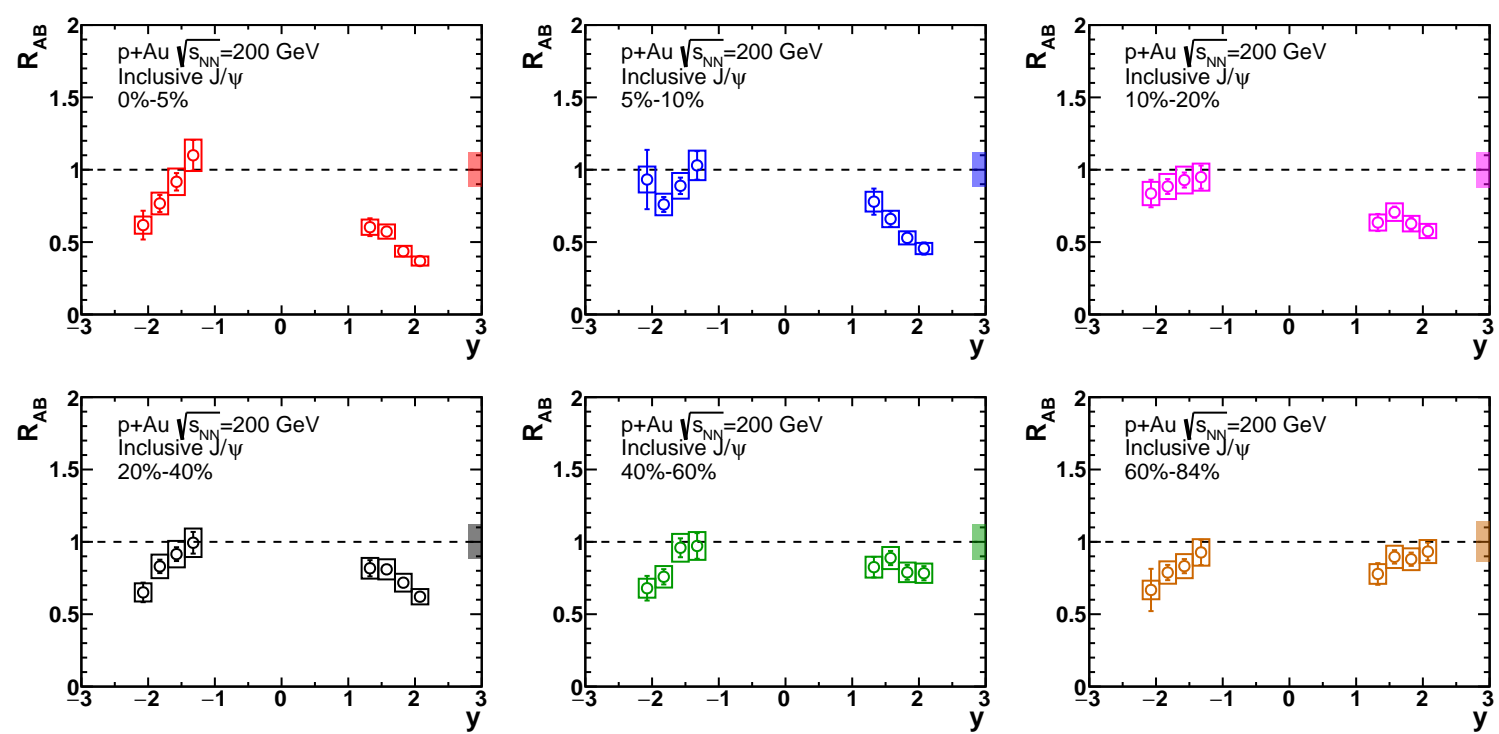 R_AB
2
1.5
1
0.5
0
p+Au √s_NN=200 GeV
Inclusive J/ψ
0%-5%
−3 −2 −1 0 1 2 3
y
R_AB
2
1.5
1
0.5
0
p+Au √s_NN=200 GeV
Inclusive J/ψ
5%-10%
−3 −2 −1 0 1 2 3
y
R_AB
2
1.5
1
0.5
0
p+Au √s_NN=200 GeV
Inclusive J/ψ
10%-20%
−3 −2 −1 0 1 2 3
y
R_AB
2
1.5
1
0.5
0
p+Au √s_NN=200 GeV
Inclusive J/ψ
20%-40%
−3 −2 −1 0 1 2 3
y
R_AB
2
1.5
1
0.5
0
p+Au √s_NN=200 GeV
Inclusive J/ψ
40%-60%
−3 −2 −1 0 1 2 3
y
R_AB
2
1.5
1
0.5
0
p+Au √s_NN=200 GeV
Inclusive J/ψ
60%-84%
−3 −2 −1 0 1 2 3
y